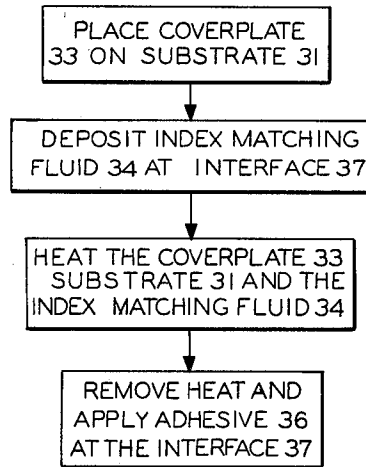 PLACE COVERPLATE
33 ON SUBSTRATE 31
DEPOSIT INDEX MATCHING
FLUID 34 AT INTERFACE 37
HEAT THE COVERPLATE 33
SUBSTRATE 31 AND THE
INDEX MATCHING FLUID 34
REMOVE HEAT AND
APPLY ADHESIVE 36
AT THE INTERFACE 37